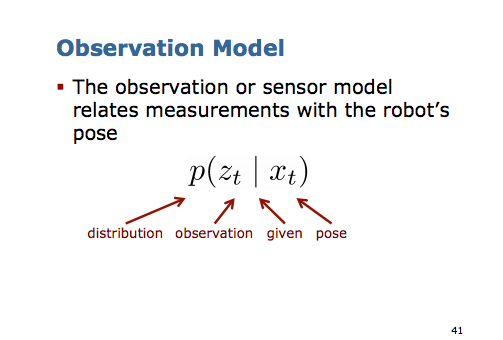 Observation Model
▪ The observation or sensor model
relates measurements with the robot's
pose
p(z_t | x_t)
distribution observation given pose
41